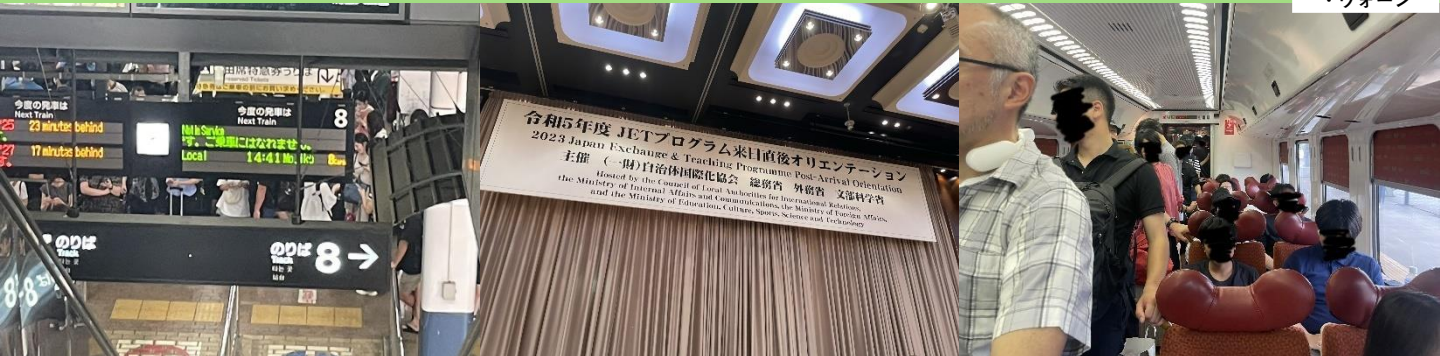 今度の発車は
Next Train
23 minutes behind
17 minutes behind
今度の発車は
Next Train
8
Not In Service
す。ご乗車にはなれませ
Local 14:41
のりば
Track
のりば
Track
8→
8
令和5年度 JETプログラム来日直後オリエンテーション
2023 Japan Exchange & Teaching Programme Post-Arrival Orientation
主催 (一財)自治体国際化協会 総務省 外務省 文部科学省
Hosted by the Council of Local Authorities for International Relations,
the Ministry of Internal Affairs and Communications, the Ministry of Foreign Affairs,
and the Ministry of Education, Culture, Sports, Science and Technology